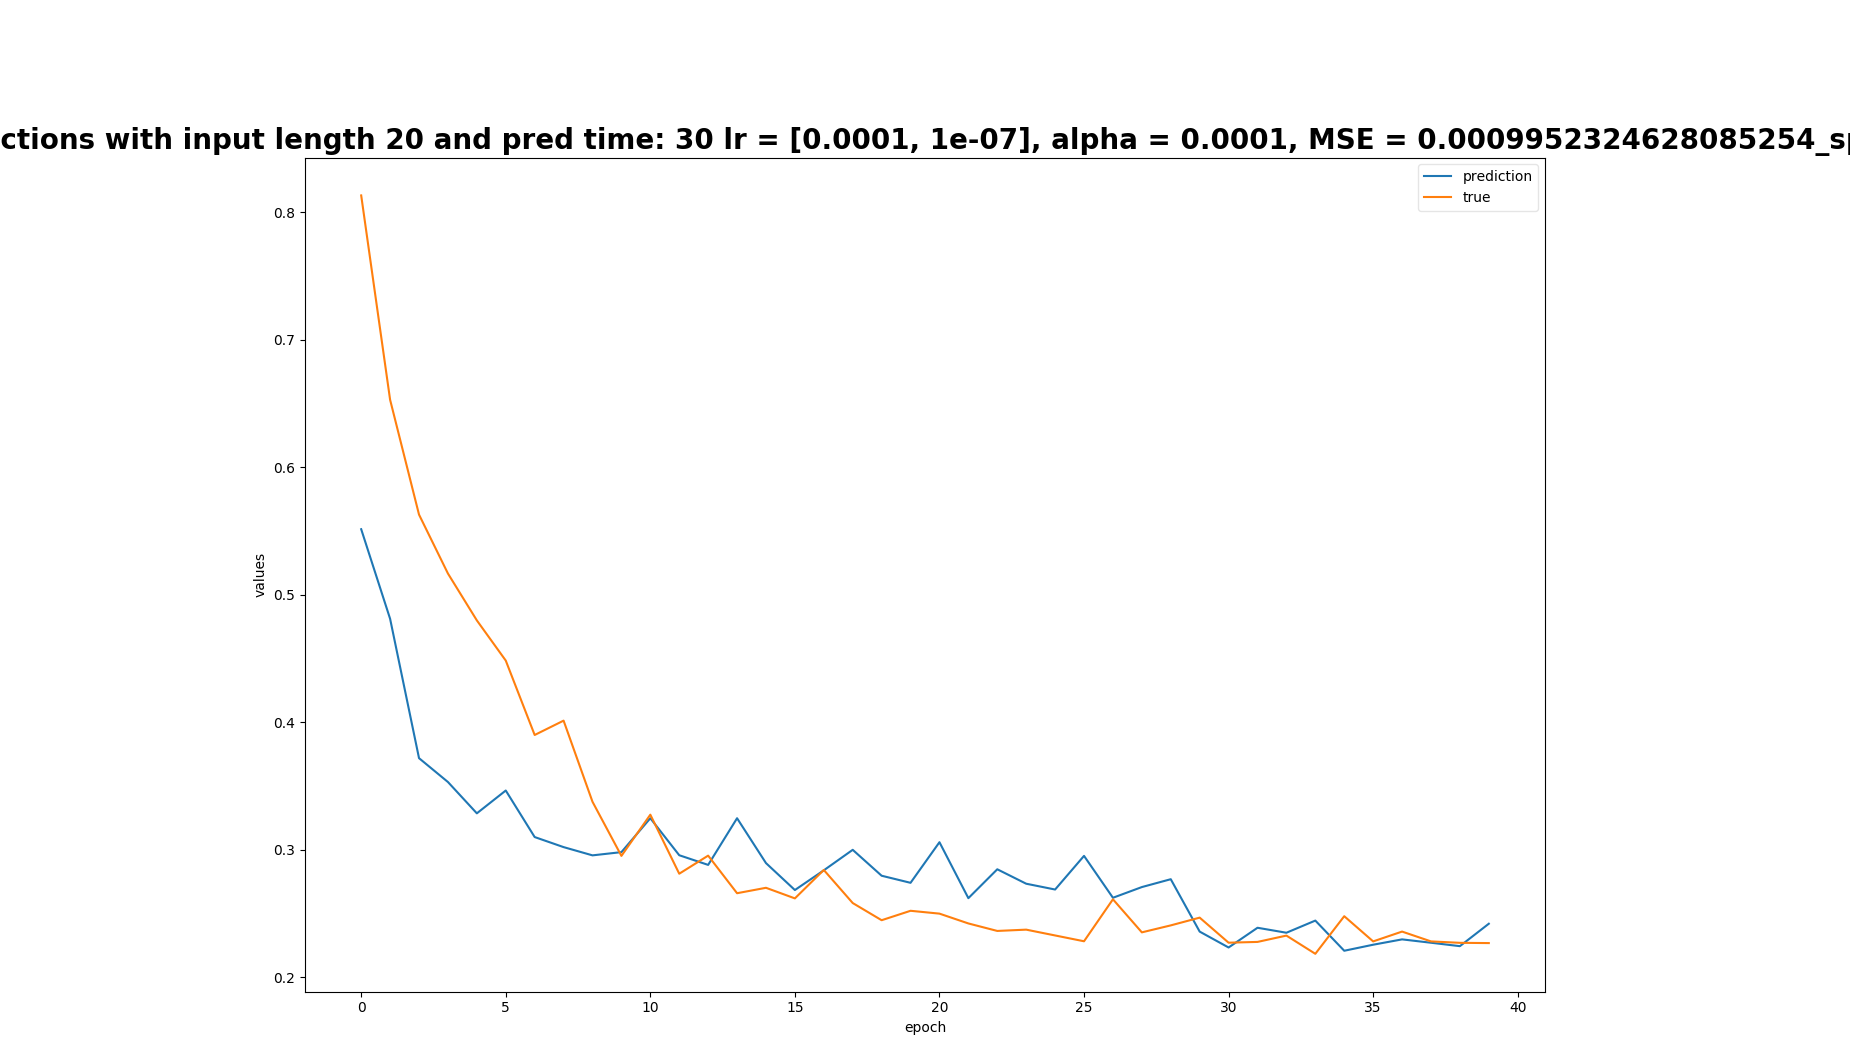 ctions with input length 20 and pred time: 30 lr = [0.0001, 1e-07], alpha = 0.0001, MSE = 0.0009952324628085254_sp
prediction
true
0.8
0.7
0.6
0.5
0.4
0.3
0.2
values
0 5 10 15 20 25 30 35 40
epoch